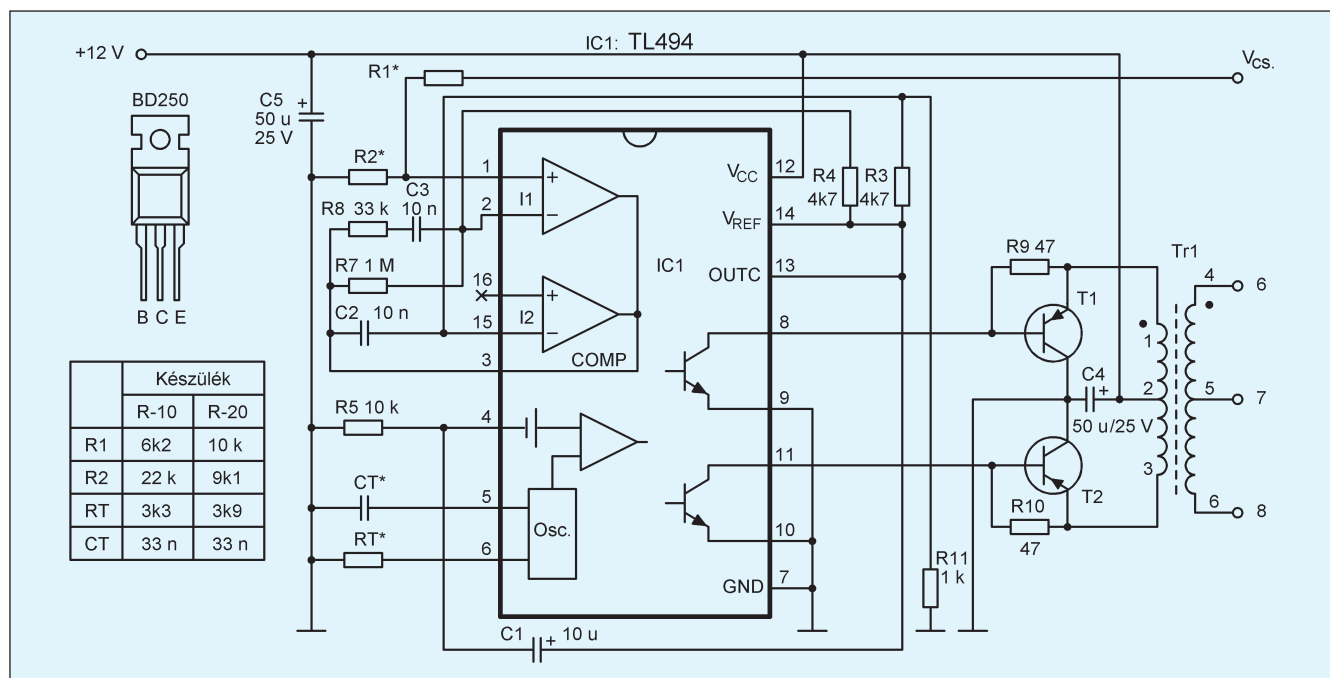 IC1: TL494
+12 V
R1*
VCS.
BD250
C5
+
50 u
25 V
R2*
1
+
VCC
12
R4
R3
C3
4k7
4k7
R8 33 k
10 n
2
I1
−
VREF
14
R7 1 M
IC1
OUTC
13
R9 47
Tr1
16
+
4
6
T1
C2
10 n
15
I2
−
8
1
B C E
3
COMP
C4
9
2
5
7
+
50 u/25 V
Készülék
R-10
R-20
R1
6k2
10 k
R2
22 k
9k1
RT
3k3
3k9
CT
33 n
33 n
R5 10 k
4
11
3
T2
CT*
5
R10
47
6
8
Osc.
10
RT*
6
R11
1 k
GND
7
C1
+
10 u